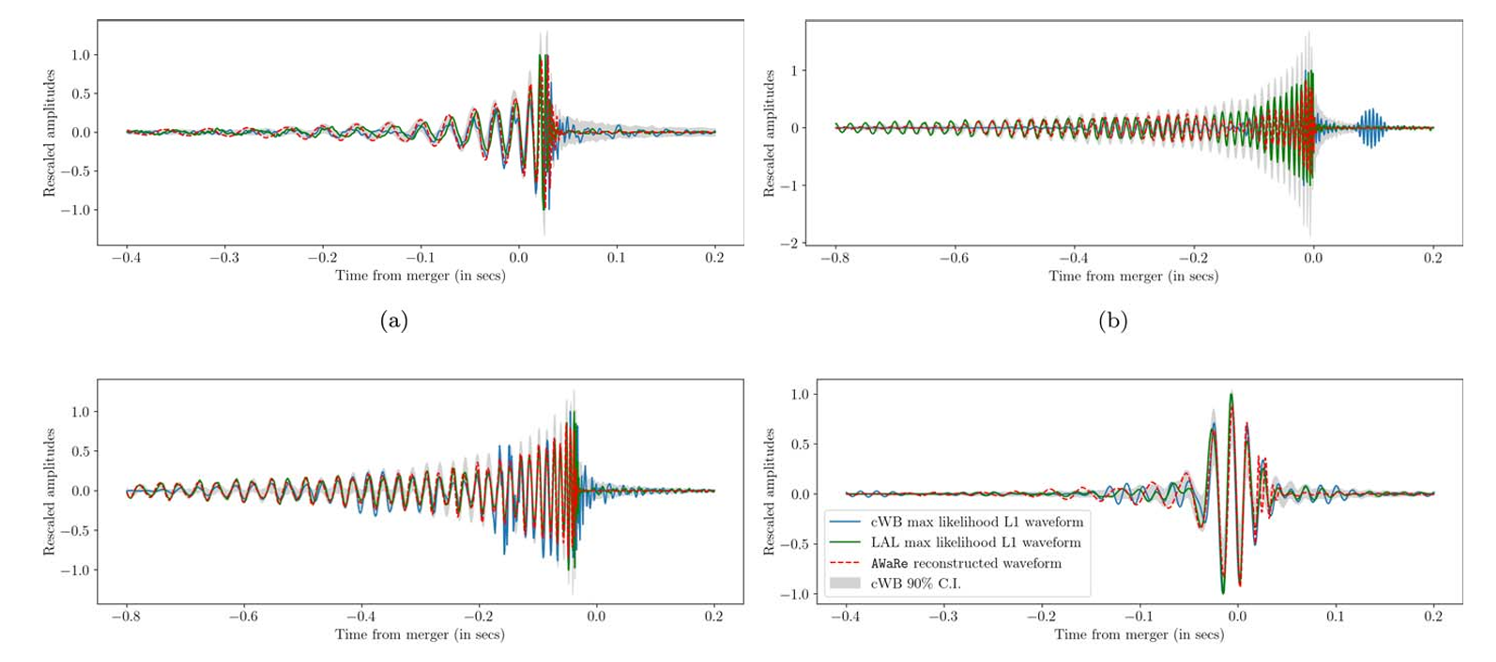 1.0
0.5
0.0
−0.5
−1.0
Rescaled amplitudes
−0.4 −0.3 −0.2 −0.1 0.0 0.1 0.2
Time from merger (in secs)
(a)
1
0
−1
−2
Rescaled amplitudes
−0.8 −0.6 −0.4 −0.2 0.0 0.2
Time from merger (in secs)
(b)
1.0
0.5
0.0
−0.5
−1.0
Rescaled amplitudes
−0.8 −0.6 −0.4 −0.2 0.0 0.2
Time from merger (in secs)
1.0
0.5
0.0
−0.5
−1.0
Rescaled amplitudes
cWB max likelihood L1 waveform
LAL max likelihood L1 waveform
AWaRe reconstructed waveform
cWB 90% C.I.
−0.4 −0.3 −0.2 −0.1 0.0 0.1 0.2
Time from merger (in secs)